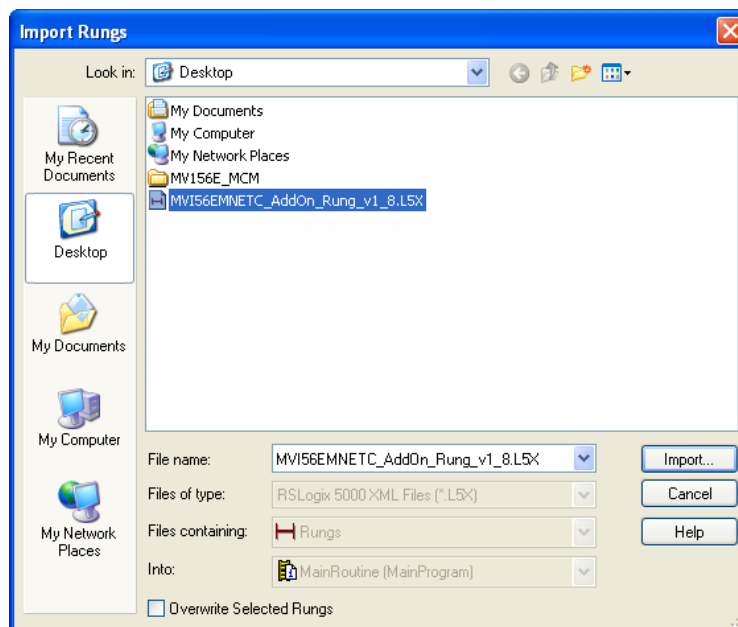 Import Rungs
Look in:
Desktop
My Recent
Documents
Desktop
My Documents
My Computer
My Network
Places
My Documents
My Computer
My Network Places
MV156E_MCM
MVI56EMNETC_AddOn_Rung_v1_8.L5X
File name:
MVI56EMNETC_AddOn_Rung_v1_8.L5X
Import...
Files of type:
RSLogix 5000 XML Files (*.L5X)
Cancel
Files containing:
Rungs
Help
Into:
MainRoutine (MainProgram)
Overwrite Selected Rungs